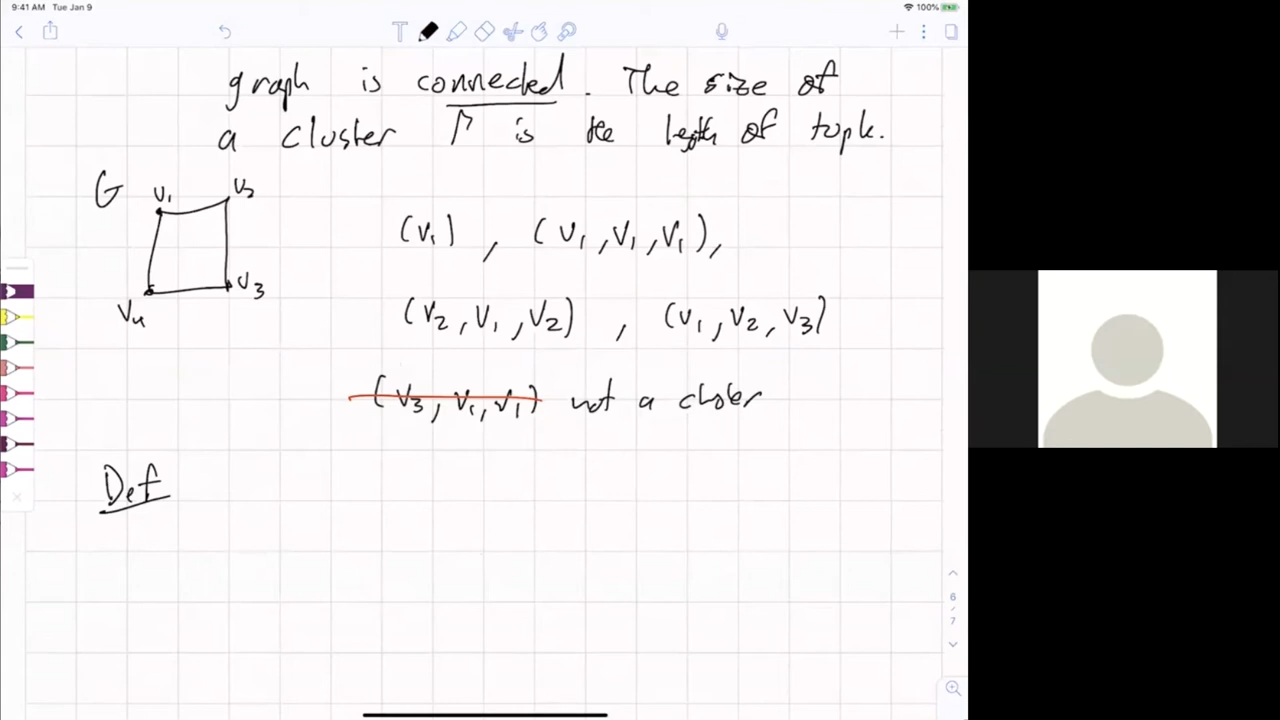 9:41 AM Tue Jan 9
100%
graph is connected. The size of
a cluster Γ is the length of tuple.
G
v1 v2
v3
v4
(v1), (v1, v1, v1),
(v2, v1, v2), (v1, v2, v3)
(v3, v1, v1) not a cluster
Def
6
/
7